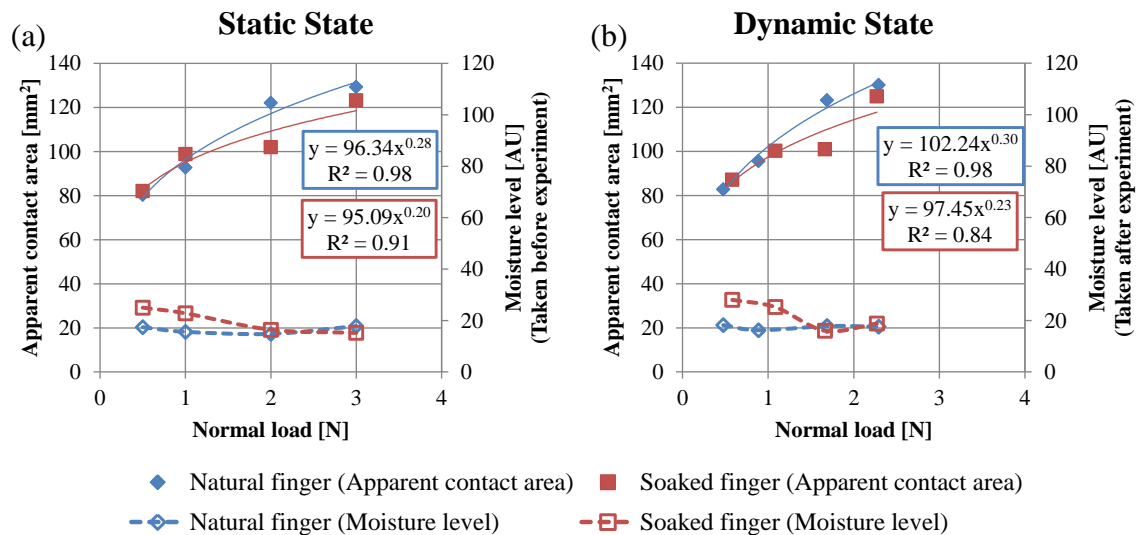 (a)
Static State
Apparent contact area [mm²]
140
120
100
80
60
40
20
0
0
1
2
3
4
Normal load [N]
120
100
80
60
40
20
0
Moisture level [AU]
(Taken before experiment)
y = 96.34x^0.28
R² = 0.98
y = 95.09x^0.20
R² = 0.91
(b)
Dynamic State
Apparent contact area [mm²]
140
120
100
80
60
40
20
0
0
1
2
3
4
Normal load [N]
120
100
80
60
40
20
0
Moisture level [AU]
(Taken after experiment)
y = 102.24x^0.30
R² = 0.98
y = 97.45x^0.23
R² = 0.84
Natural finger (Apparent contact area)
Soaked finger (Apparent contact area)
Natural finger (Moisture level)
Soaked finger (Moisture level)